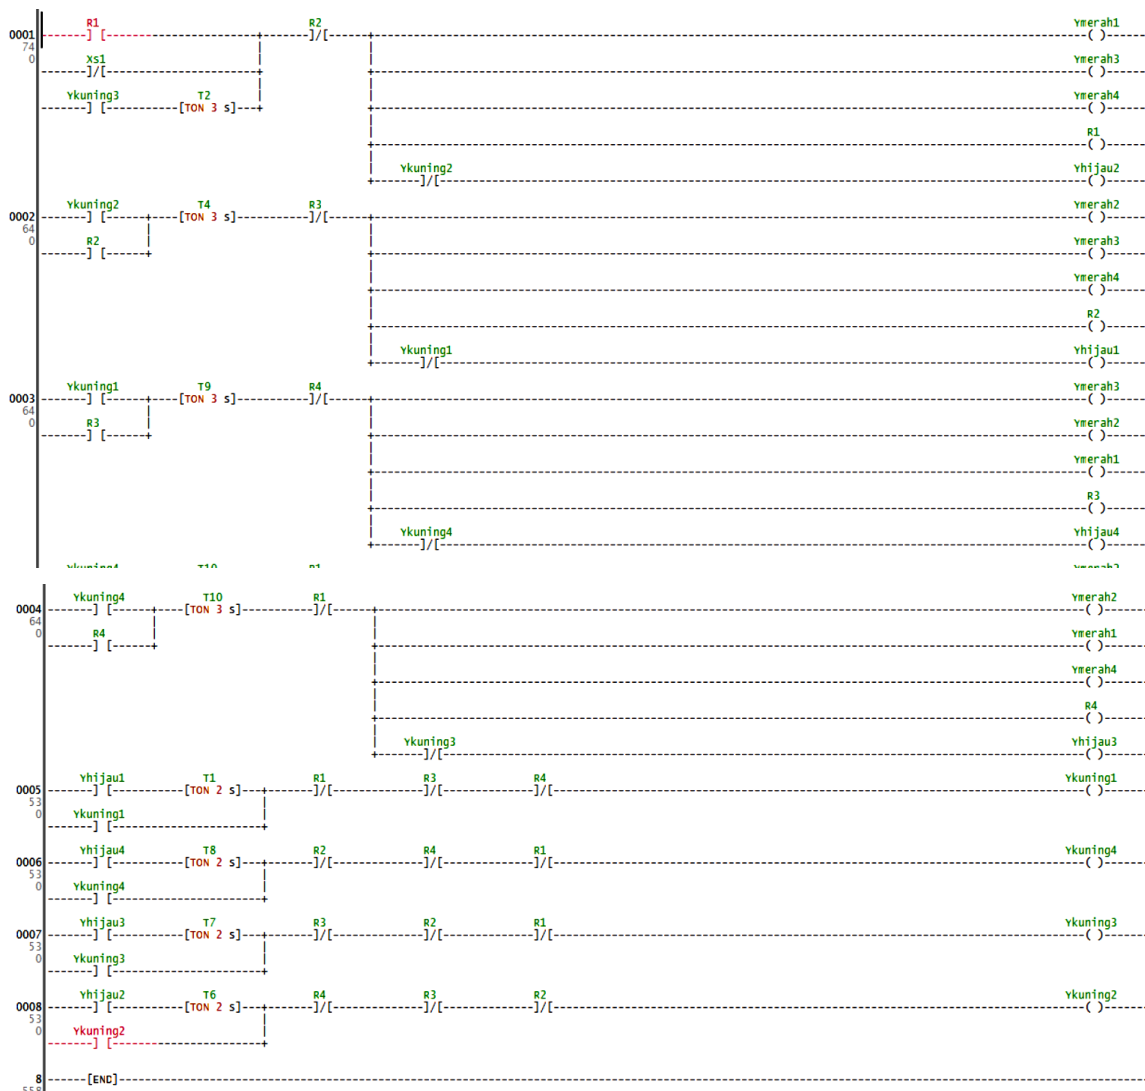 R1 R2 Ymerah1
0001 ] [ ]/[ ( )
74
0 Xs1 Ymerah3
]/[ ( )
Ykuning3 T2 Ymerah4
] [ [TON 3 S] ( )
R1
( )
Ykuning2 Yhijau2
]/[ ( )
Ykuning2 T4 R3 Ymerah2
0002 ] [ [TON 3 S] ]/[ ( )
64
0 R2 Ymerah3
] [ ( )
Ymerah4
( )
R2
( )
Ykuning1 Yhijau1
]/[ ( )
Ykuning1 T9 R4 Ymerah3
0003 ] [ [TON 3 S] ]/[ ( )
64
0 R3 Ymerah2
] [ ( )
Ymerah1
( )
R3
( )
Ykuning4 Yhijau4
]/[ ( )
Ykuning4 T10 R1 Ymerah2
0004 ] [ [TON 3 S] ]/[ ( )
64
0 R4 Ymerah1
] [ ( )
Ymerah4
( )
R4
( )
Ykuning3 Yhijau3
]/[ ( )
Yhijau1 T1 R1 R3 R4 Ykuning1
0005 ] [ [TON 2 S] ]/[ ]/[ ]/[ ( )
53
0 Ykuning1
] [
Yhijau4 T8 R2 R4 R1 Ykuning4
0006 ] [ [TON 2 S] ]/[ ]/[ ]/[ ( )
53
0 Ykuning4
] [
Yhijau3 T7 R3 R2 R1 Ykuning3
0007 ] [ [TON 2 S] ]/[ ]/[ ]/[ ( )
53
0 Ykuning3
] [
Yhijau2 T6 R4 R3 R2 Ykuning2
0008 ] [ [TON 2 S] ]/[ ]/[ ]/[ ( )
53
0 Ykuning2
] [
8 [END]